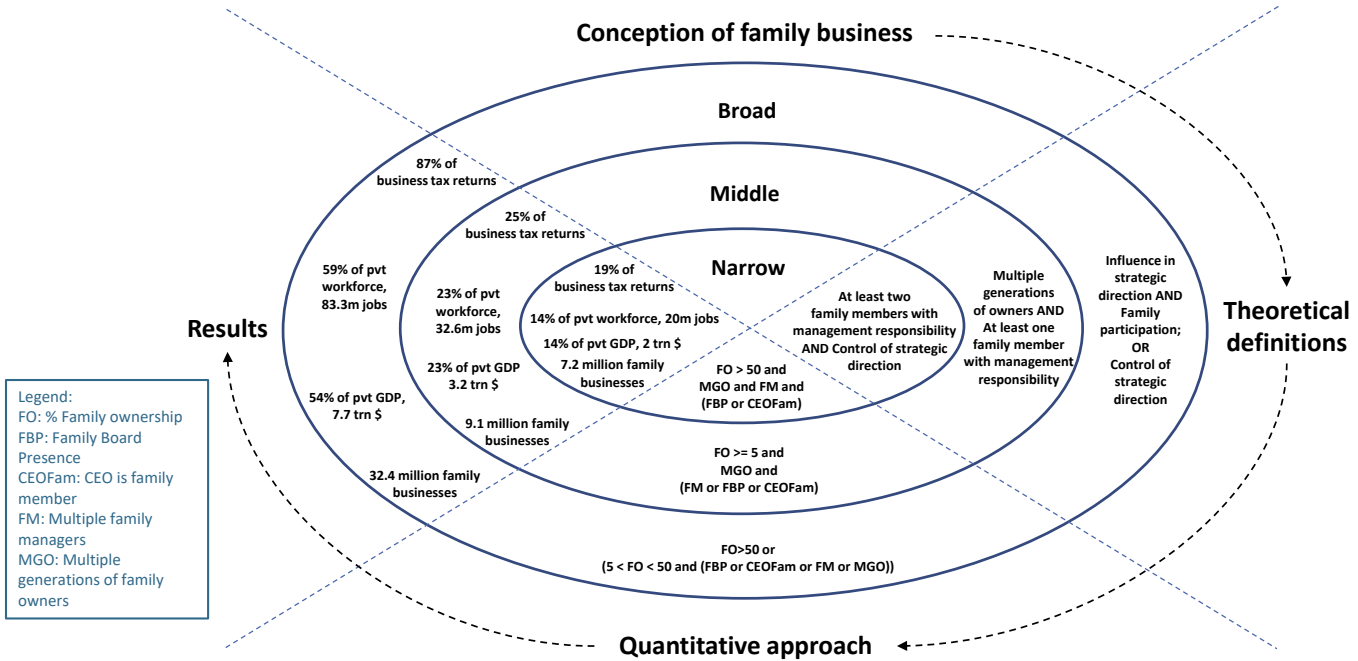 Conception of family business
Broad
87% of
business tax returns
Middle
25% of
business tax returns
Narrow
19% of
business tax returns
59% of pvt
workforce,
83.3m jobs
23% of pvt
workforce,
32.6m jobs
14% of pvt workforce, 20m jobs
14% of pvt GDP, 2 trn $
7.2 million family
businesses
At least two
family members with
management responsibility
AND Control of strategic
direction
Multiple
generations
of owners AND
At least one
family member
with management
responsibility
Influence in
strategic
direction AND
Family
participation;
OR
Control of
strategic
direction
Theoretical
definitions
Results
23% of pvt GDP
3.2 trn $
54% of pvt GDP,
7.7 trn $
9.1 million family
businesses
32.4 million family
businesses
FO > 50 and
MGO and FM and
(FBP or CEOFam)
FO >= 5 and
MGO and
(FM or FBP or CEOFam)
FO>50 or
(5 < FO < 50 and (FBP or CEOFam or FM or MGO))
Quantitative approach
Legend:
FO: % Family ownership
FBP: Family Board
Presence
CEOFam: CEO is family
member
FM: Multiple family
managers
MGO: Multiple
generations of family
owners